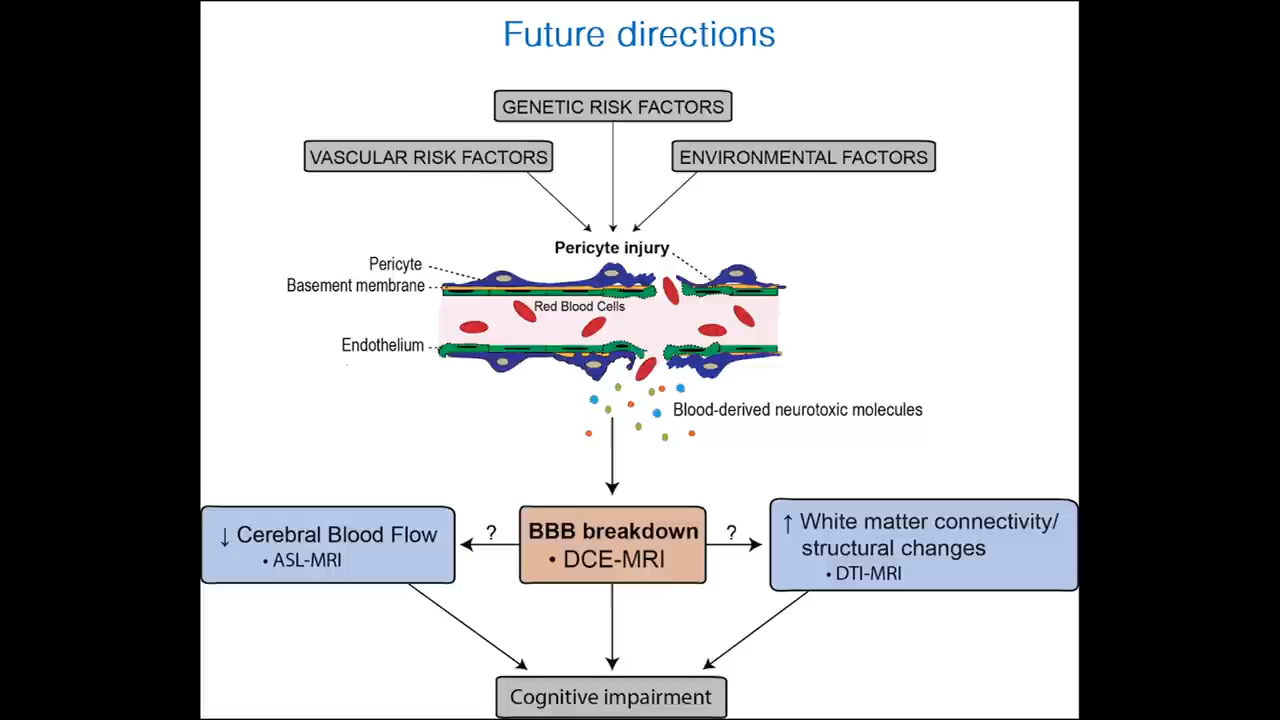 Future directions
GENETIC RISK FACTORS
VASCULAR RISK FACTORS
ENVIRONMENTAL FACTORS
Pericyte injury
Pericyte
Basement membrane
Red Blood Cells
Endothelium
Blood-derived neurotoxic molecules
↓ Cerebral Blood Flow
• ASL-MRI
?
BBB breakdown
• DCE-MRI
?
↑ White matter connectivity/
structural changes
• DTI-MRI
Cognitive impairment